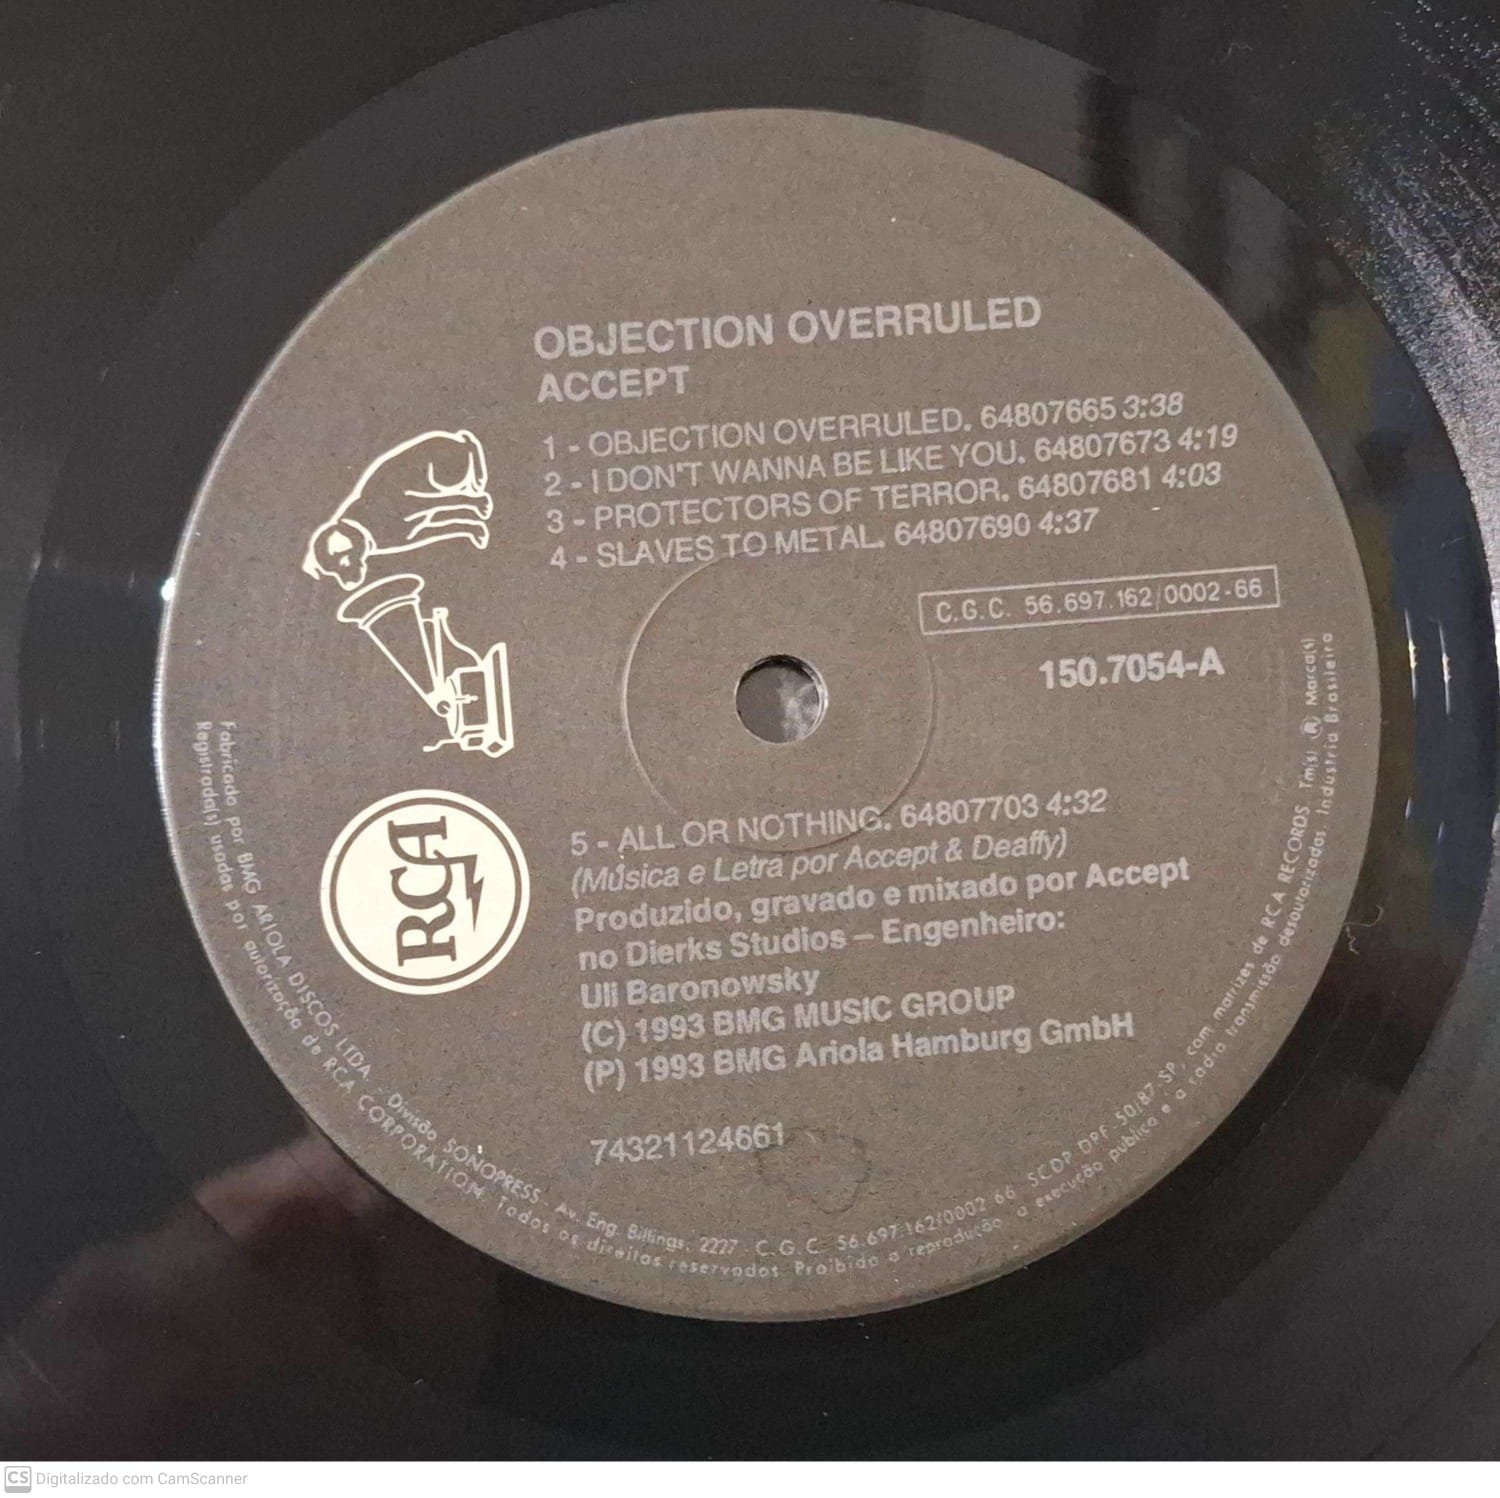 OBJECTION OVERRULED
ACCEPT
1 - OBJECTION OVERRULED. 64807665 3:38
2 - I DON'T WANNA BE LIKE YOU. 64807673 4:19
3 - PROTECTORS OF TERROR. 64807681 4:03
4 - SLAVES TO METAL. 64807690 4:37
C.G.C. 56.697.162/0002-66
150.7054-A
RCA
5 - ALL OR NOTHING. 64807703 4:32
(Música e Letra por Accept & Deaffy)
Produzido, gravado e mixado por Accept
no Dierks Studios – Engenheiro:
Uli Baronowsky
(C) 1993 BMG MUSIC GROUP
(P) 1993 BMG Ariola Hamburg GmbH
74321124661
Fabricado por BMG ARIOLA DISCOS LTDA - Divisão SONOPRESS - Av. Eng. Billings, 2227 - C.G.C. 56.697.162/0002-66 - SCDP-DPF-50/87-SP, com matrizes de RCA RECORDS. Tm(s) ® Marca(s)
Registrada(s) usadas por autorização de RCA CORPORATION. Todos os direitos reservados. Proibida a reprodução, a execução pública e a radio transmissão desautorizadas. Industria Brasileira
CS Digitalizado com CamScanner